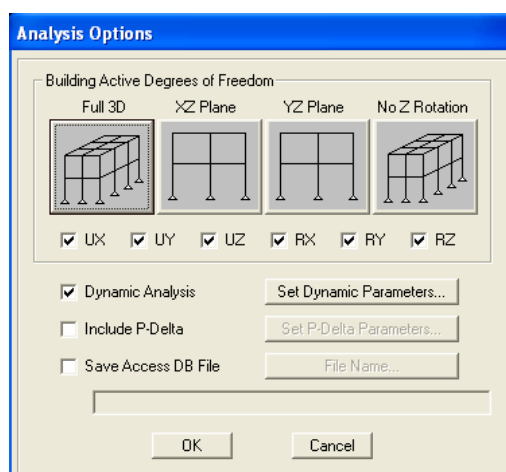 Analysis Options
Building Active Degrees of Freedom
Full 3D XZ Plane YZ Plane No Z Rotation
UX UY UZ RX RY RZ
Dynamic Analysis Set Dynamic Parameters...
Include P-Delta Set P-Delta Parameters...
Save Access DB File File Name...
OK Cancel